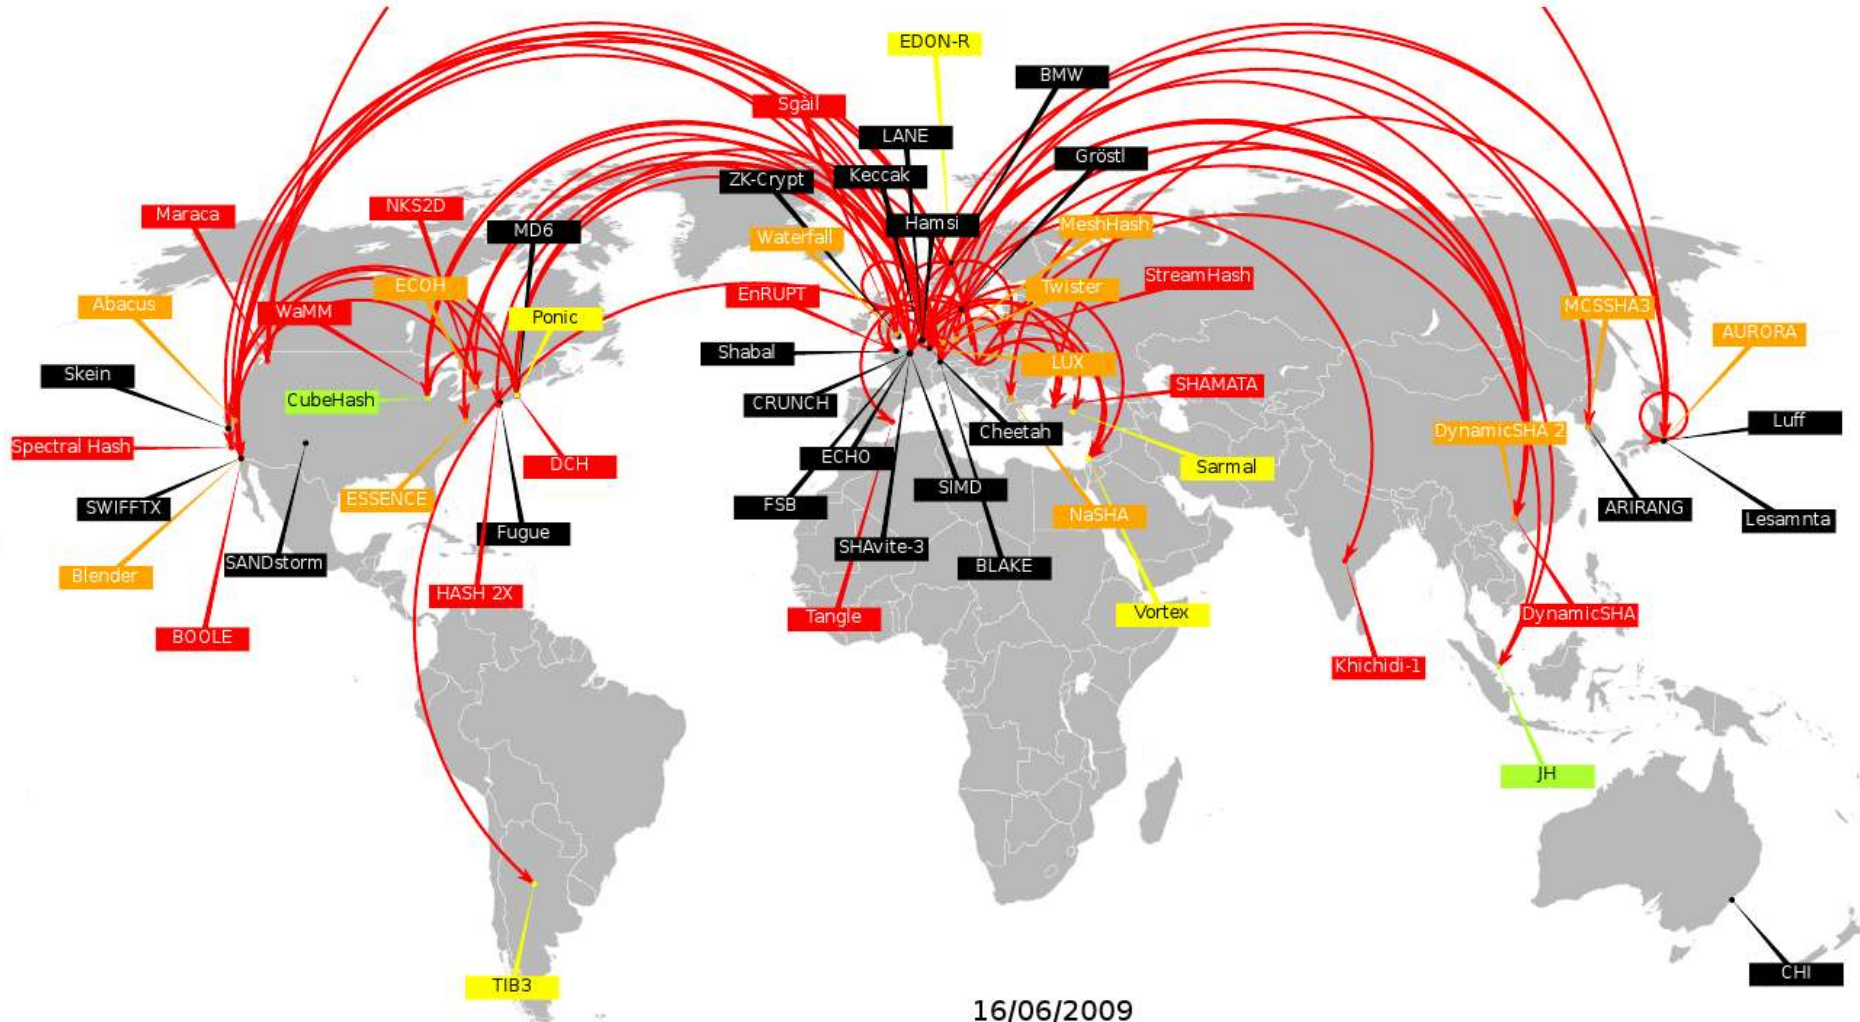 EDON-R
BMW
Sgàil
LANE
Gröstl
Keccak
ZK-Crypt
NKS2D
Maraca
Hamsi
MeshHash
MD6
Waterfall
StreamHash
ECOH
Twister
EnRUPT
Abacus
WaMM
MCSSHA3
Ponic
AURORA
Shabal
LUX
Skein
SHAMATA
CubeHash
CRUNCH
Luff
Cheetah
DynamicSHA 2
Spectral Hash
ECHO
DCH
Sarmal
SIMD
ESSENCE
SWIFFTX
FSB
ARIRANG
NaSHA
Lesamnta
Fugue
SHAvite-3
SANDstorm
BLAKE
Blender
HASH 2X
Vortex
DynamicSHA
Tangle
BOOLE
Khichidi-1
JH
CHI
TIB3
16/06/2009